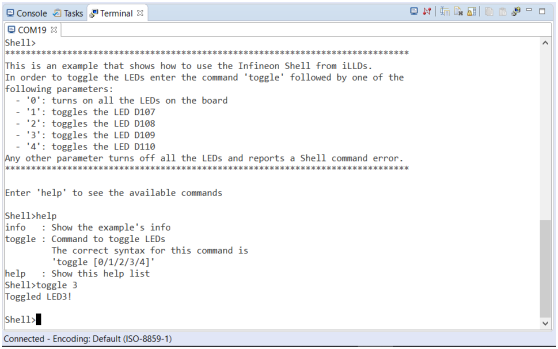 Console Tasks Terminal
COM19
Shell>
******************************************************************************
This is an example that shows how to use the Infineon Shell from iLLDs.
In order to toggle the LEDs enter the command 'toggle' followed by one of the
following parameters:
  - '0': turns on all the LEDs on the board
  - '1': toggles the LED D107
  - '2': toggles the LED D108
  - '3': toggles the LED D109
  - '4': toggles the LED D110
Any other parameter turns off all the LEDs and reports a Shell command error.
******************************************************************************
Enter 'help' to see the available commands
Shell>help
info   : Show the example's info
toggle : Command to toggle LEDs
         The correct syntax for this command is
         'toggle [0/1/2/3/4]'
help   : Show this help list
Shell>toggle 3
Toggled LED3!
Shell>
Connected - Encoding: Default (ISO-8859-1)